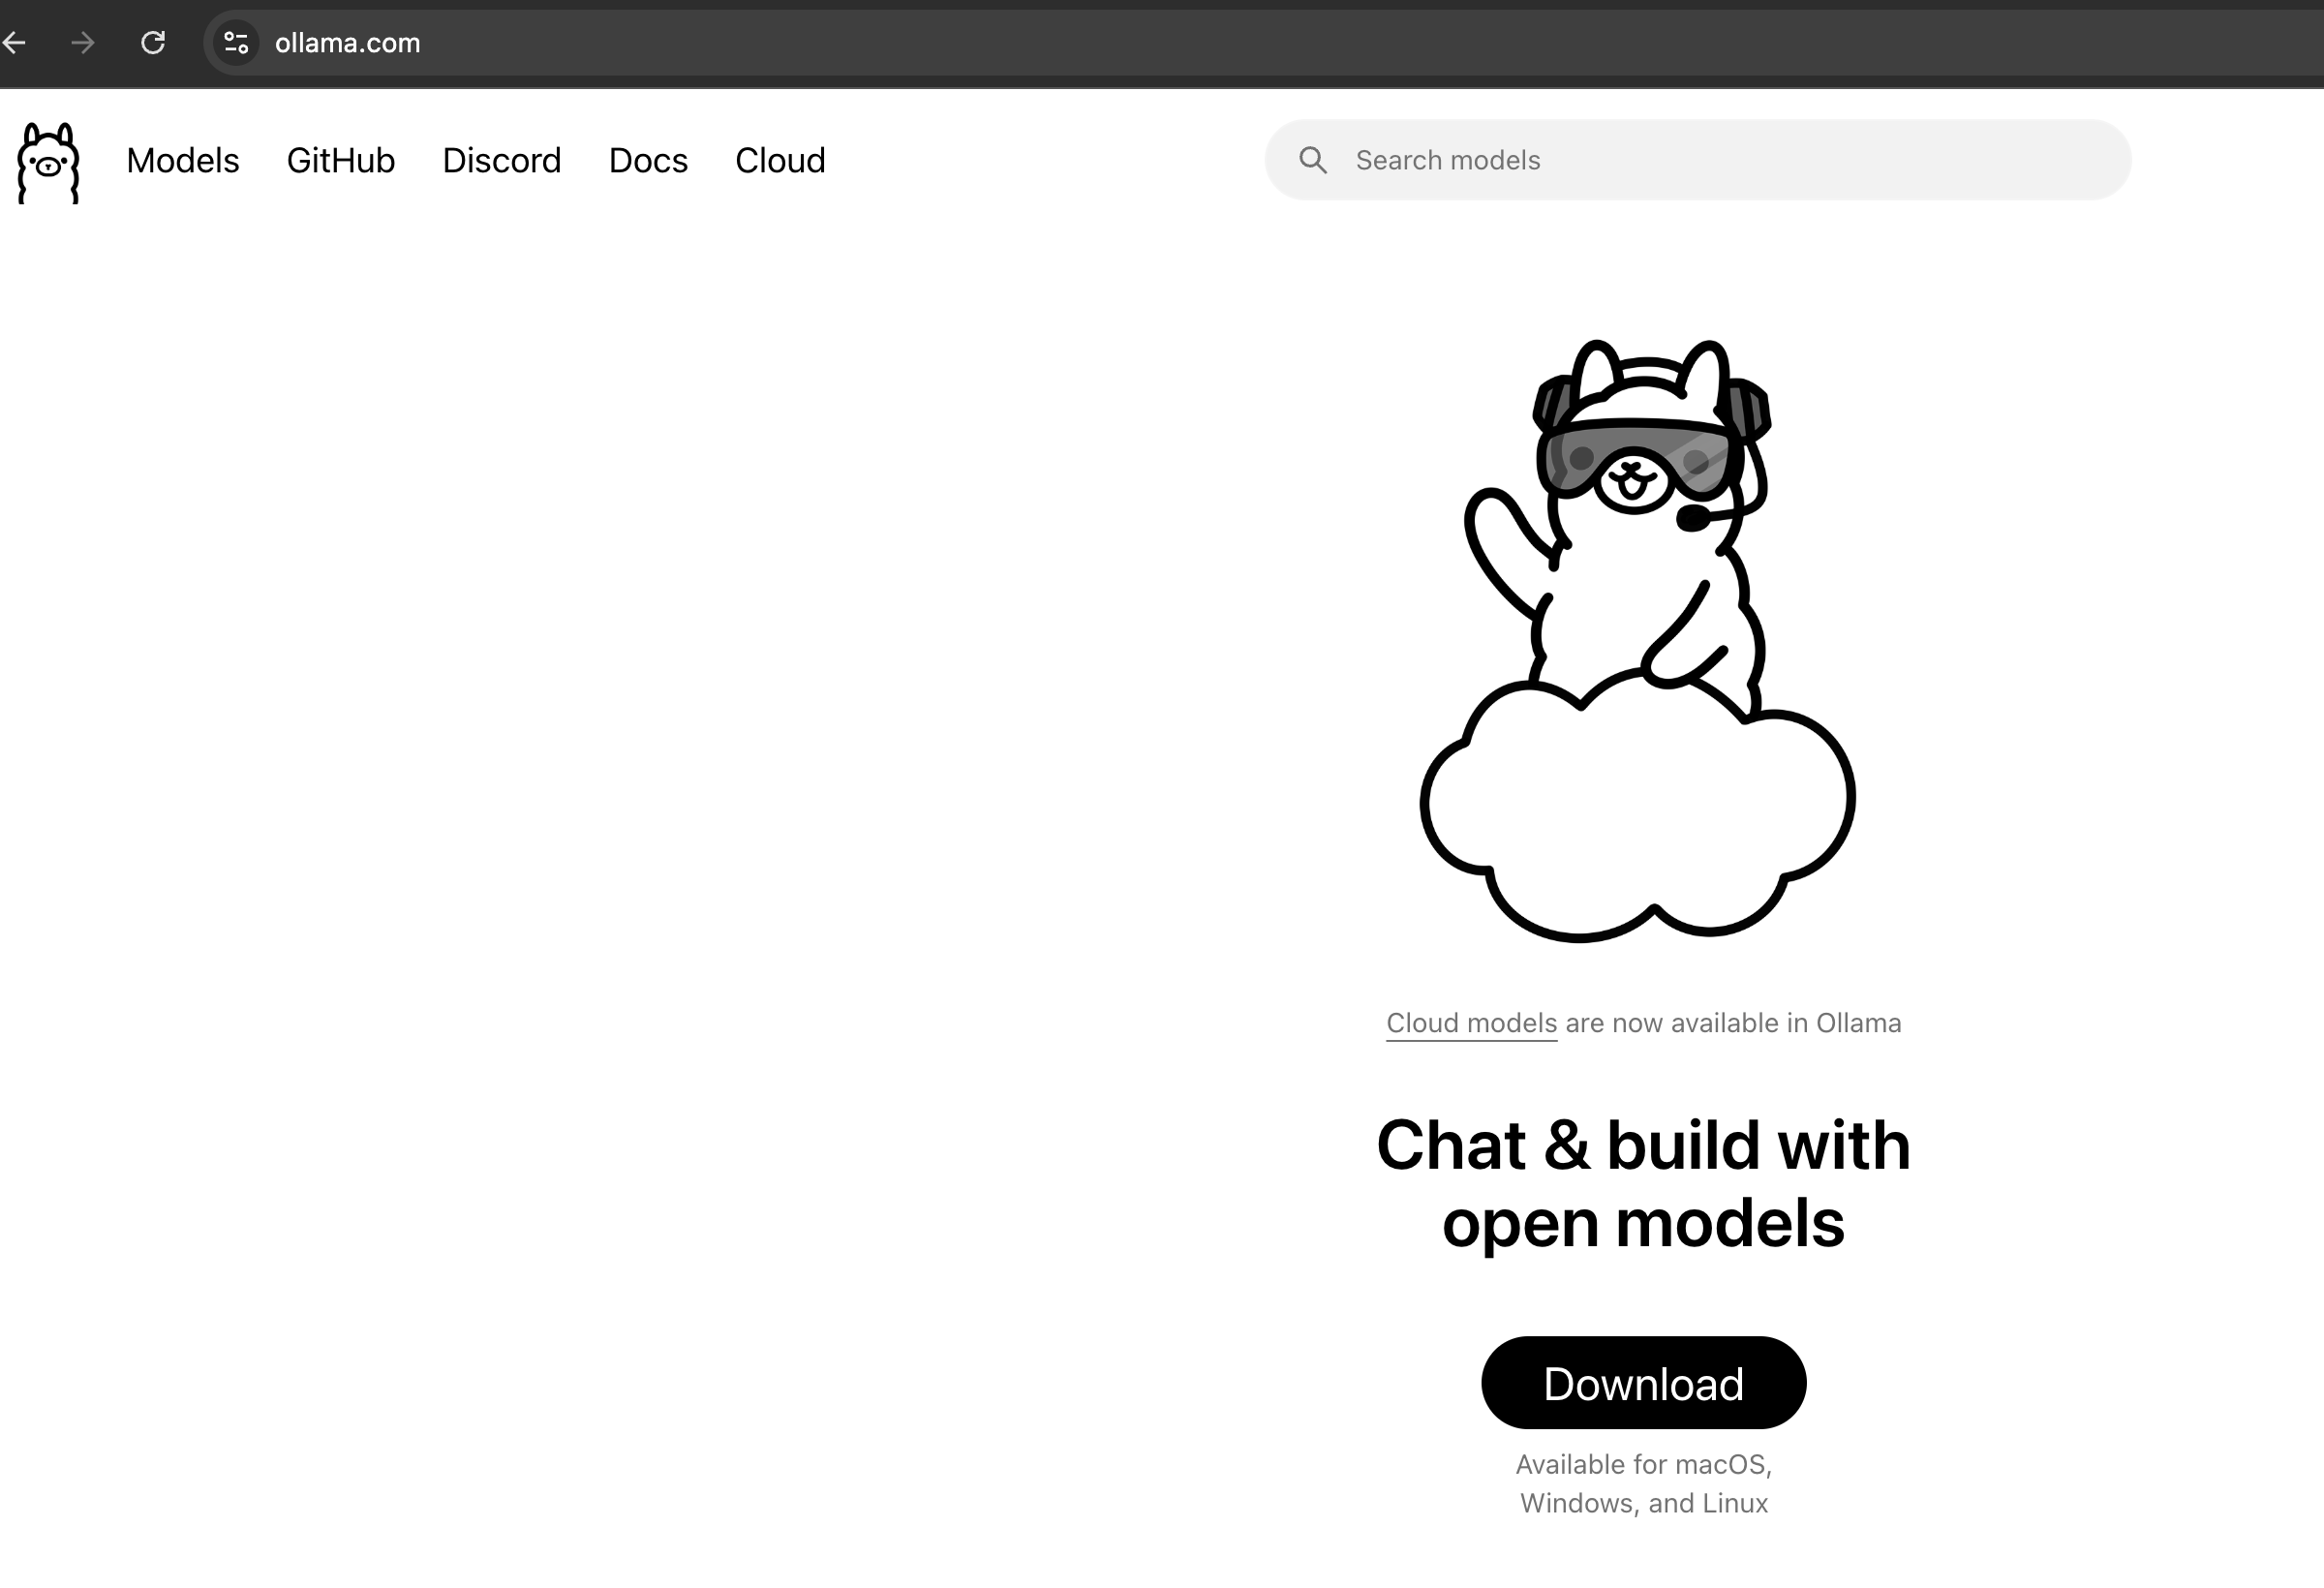 ollama.com
Models GitHub Discord Docs Cloud
Search models
Cloud models are now available in Ollama
Chat & build with
open models
Download
Available for macOS,
Windows, and Linux